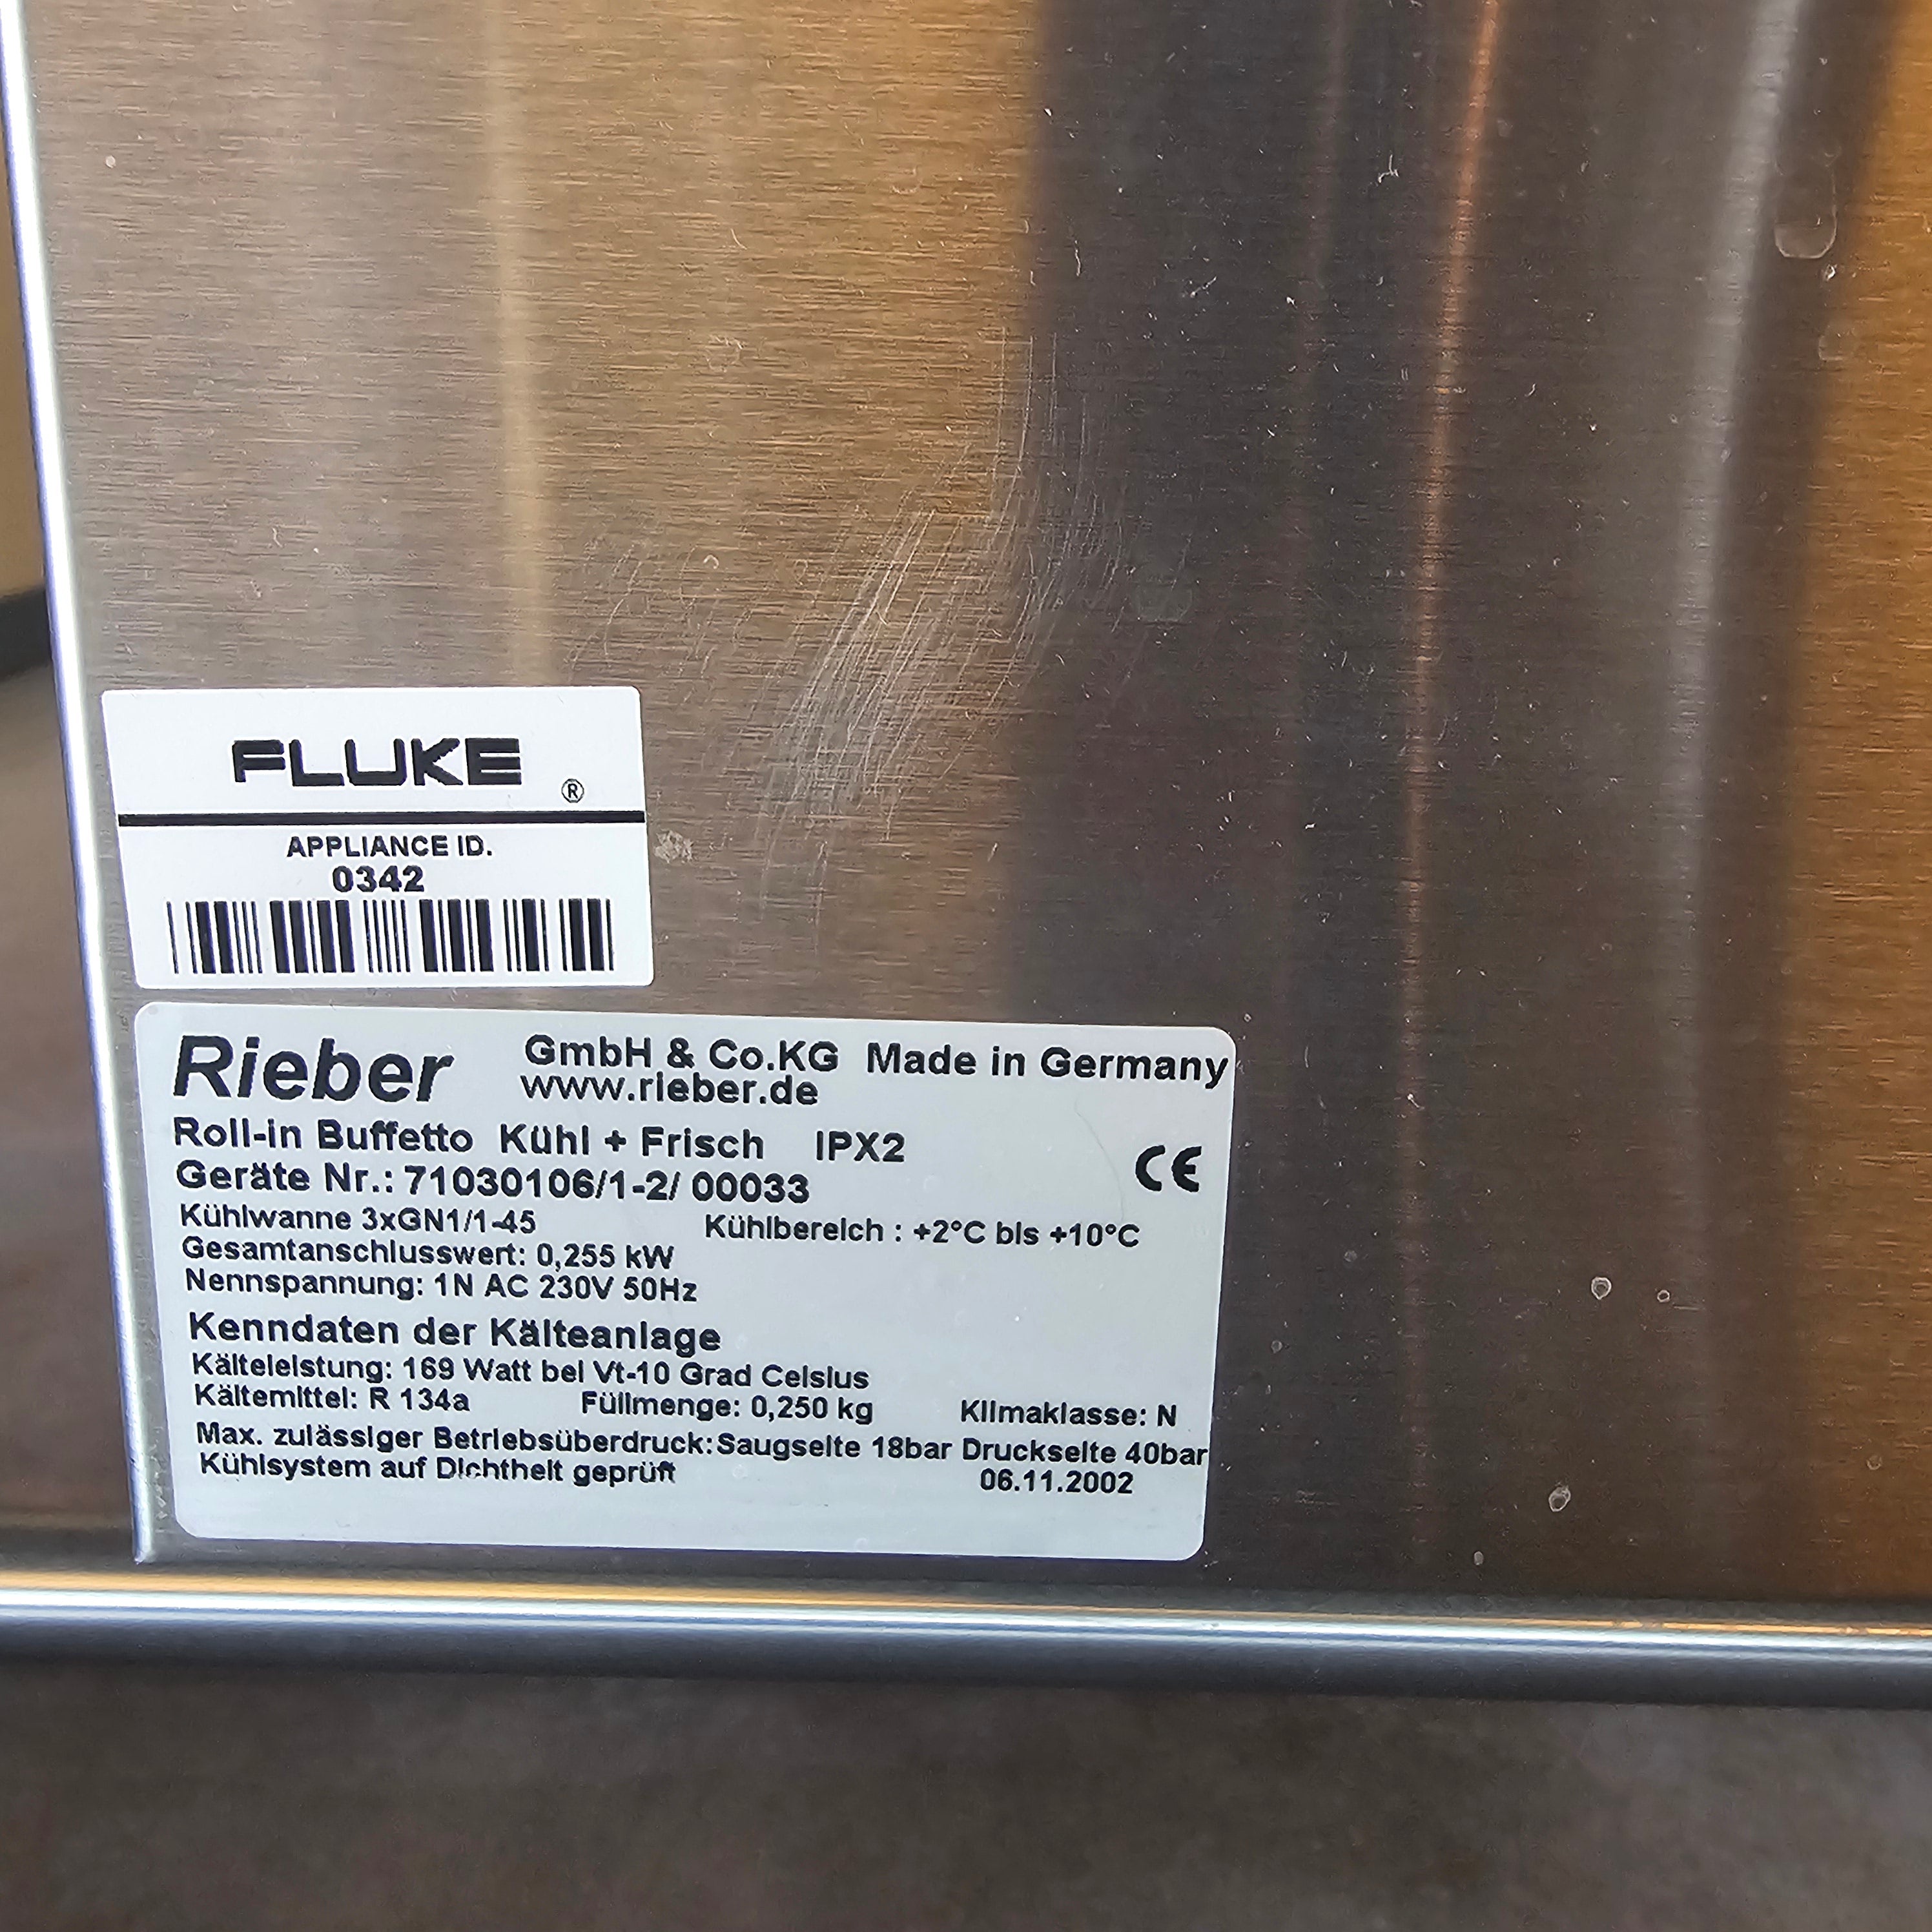 FLUKE ®
APPLIANCE ID.
0342
Rieber GmbH & Co.KG Made in Germany
www.rieber.de
Roll-in Buffetto Kühl + Frisch IPX2
CE
Geräte Nr.: 71030106/1-2/ 00033
Kühlwanne 3xGN1/1-45 Kühlbereich : +2°C bis +10°C
Gesamtanschlusswert: 0,255 kW
Nennspannung: 1N AC 230V 50Hz
Kenndaten der Kälteanlage
Kälteleistung: 169 Watt bei Vt-10 Grad Celsius
Kältemittel: R 134a Füllmenge: 0,250 kg Klimaklasse: N
Max. zulässiger Betriebsüberdruck:Saugseite 18bar Druckseite 40bar
Kühlsystem auf Dichtheit geprüft 06.11.2002